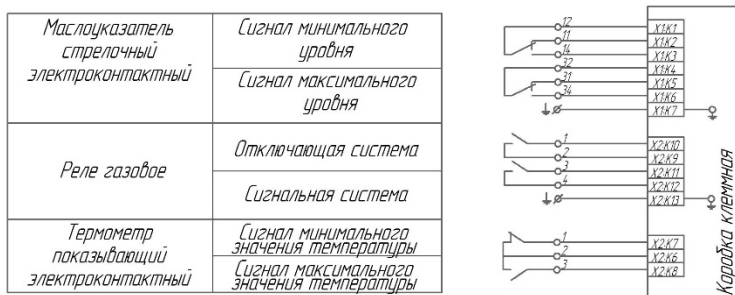 Маслоуказатель
стрелочный
электроконтактный
Сигнал минимального
уровня
Сигнал максимального
уровня
Реле газовое
Отключающая система
Сигнальная система
Термометр
показывающий
электроконтактный
Сигнал минимального
значения температуры
Сигнал максимального
значения температуры
12 X1:K1
11 X1:K2
14 X1:K3
32 X1:K4
31 X1:K5
34 X1:K6
X1:K7
1 X2:K10
2 X2:K9
3 X2:K11
4 X2:K12
X2:K13
1 X2:K7
2 X2:K6
3 X2:K8
Коробка клеммная